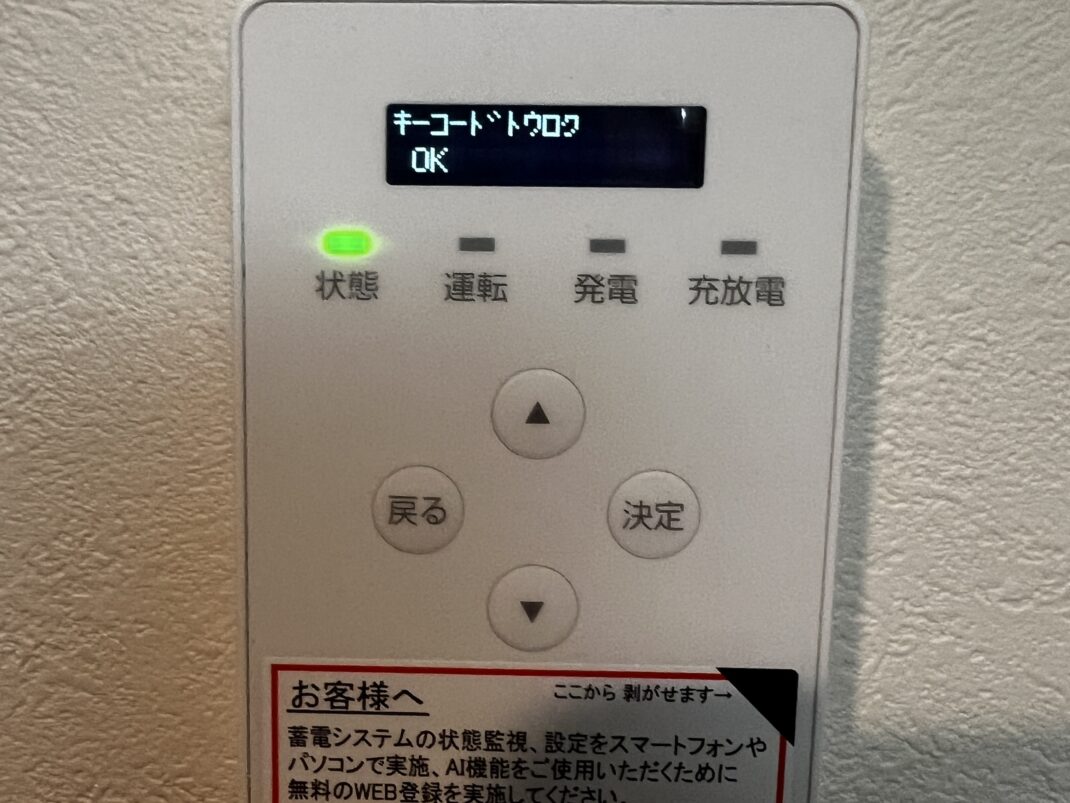 キーコードトウロク
OK
状態 運転 発電 充放電
▲
戻る 決定
▼
お客様へ ここから 剥がせます→
蓄電システムの状態監視、設定をスマートフォンや
パソコンで実施、AI機能をご使用いただくために
無料のWEB登録を実施してください。